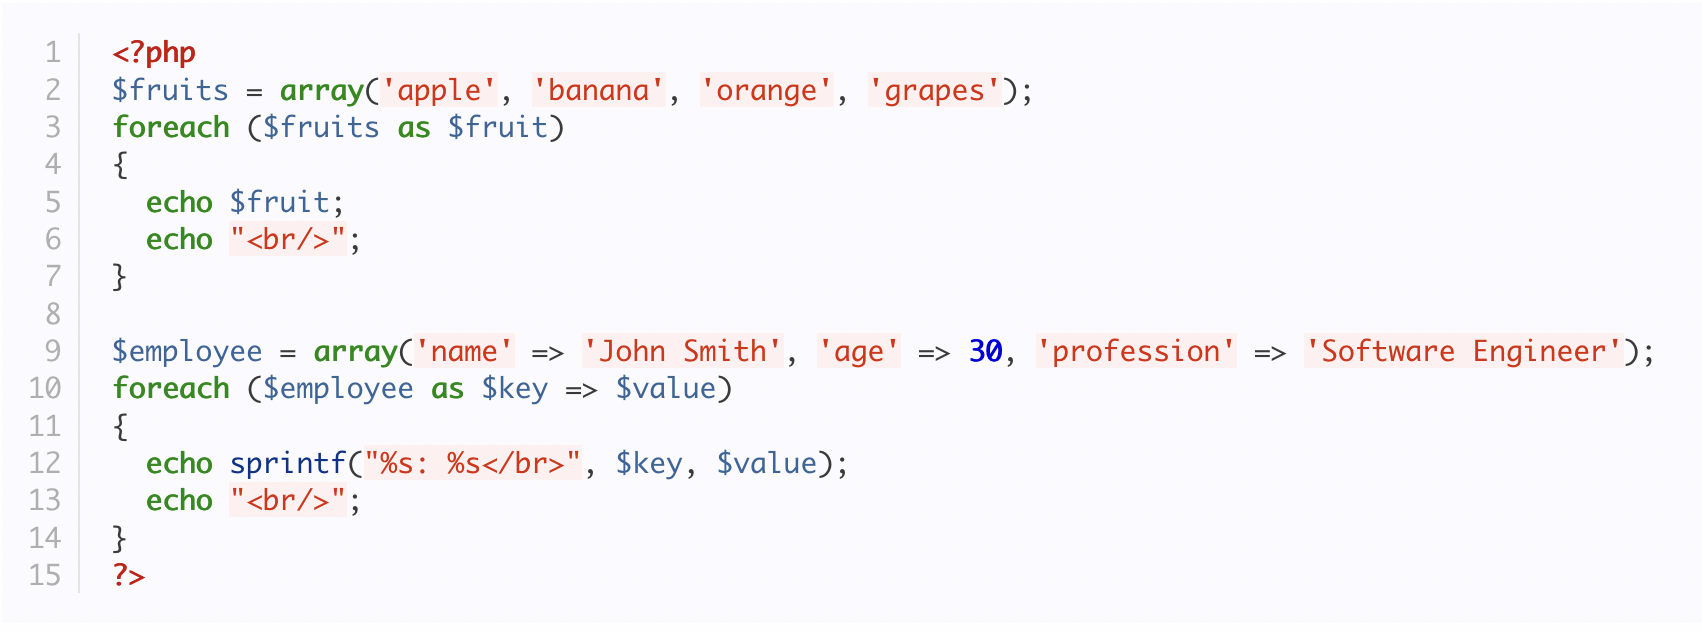 1 <?php
2 $fruits = array('apple', 'banana', 'orange', 'grapes');
3 foreach ($fruits as $fruit)
4 {
5   echo $fruit;
6   echo "<br/>";
7 }
8
9 $employee = array('name' => 'John Smith', 'age' => 30, 'profession' => 'Software Engineer');
10 foreach ($employee as $key => $value)
11 {
12   echo sprintf("%s: %s</br>", $key, $value);
13   echo "<br/>";
14 }
15 ?>